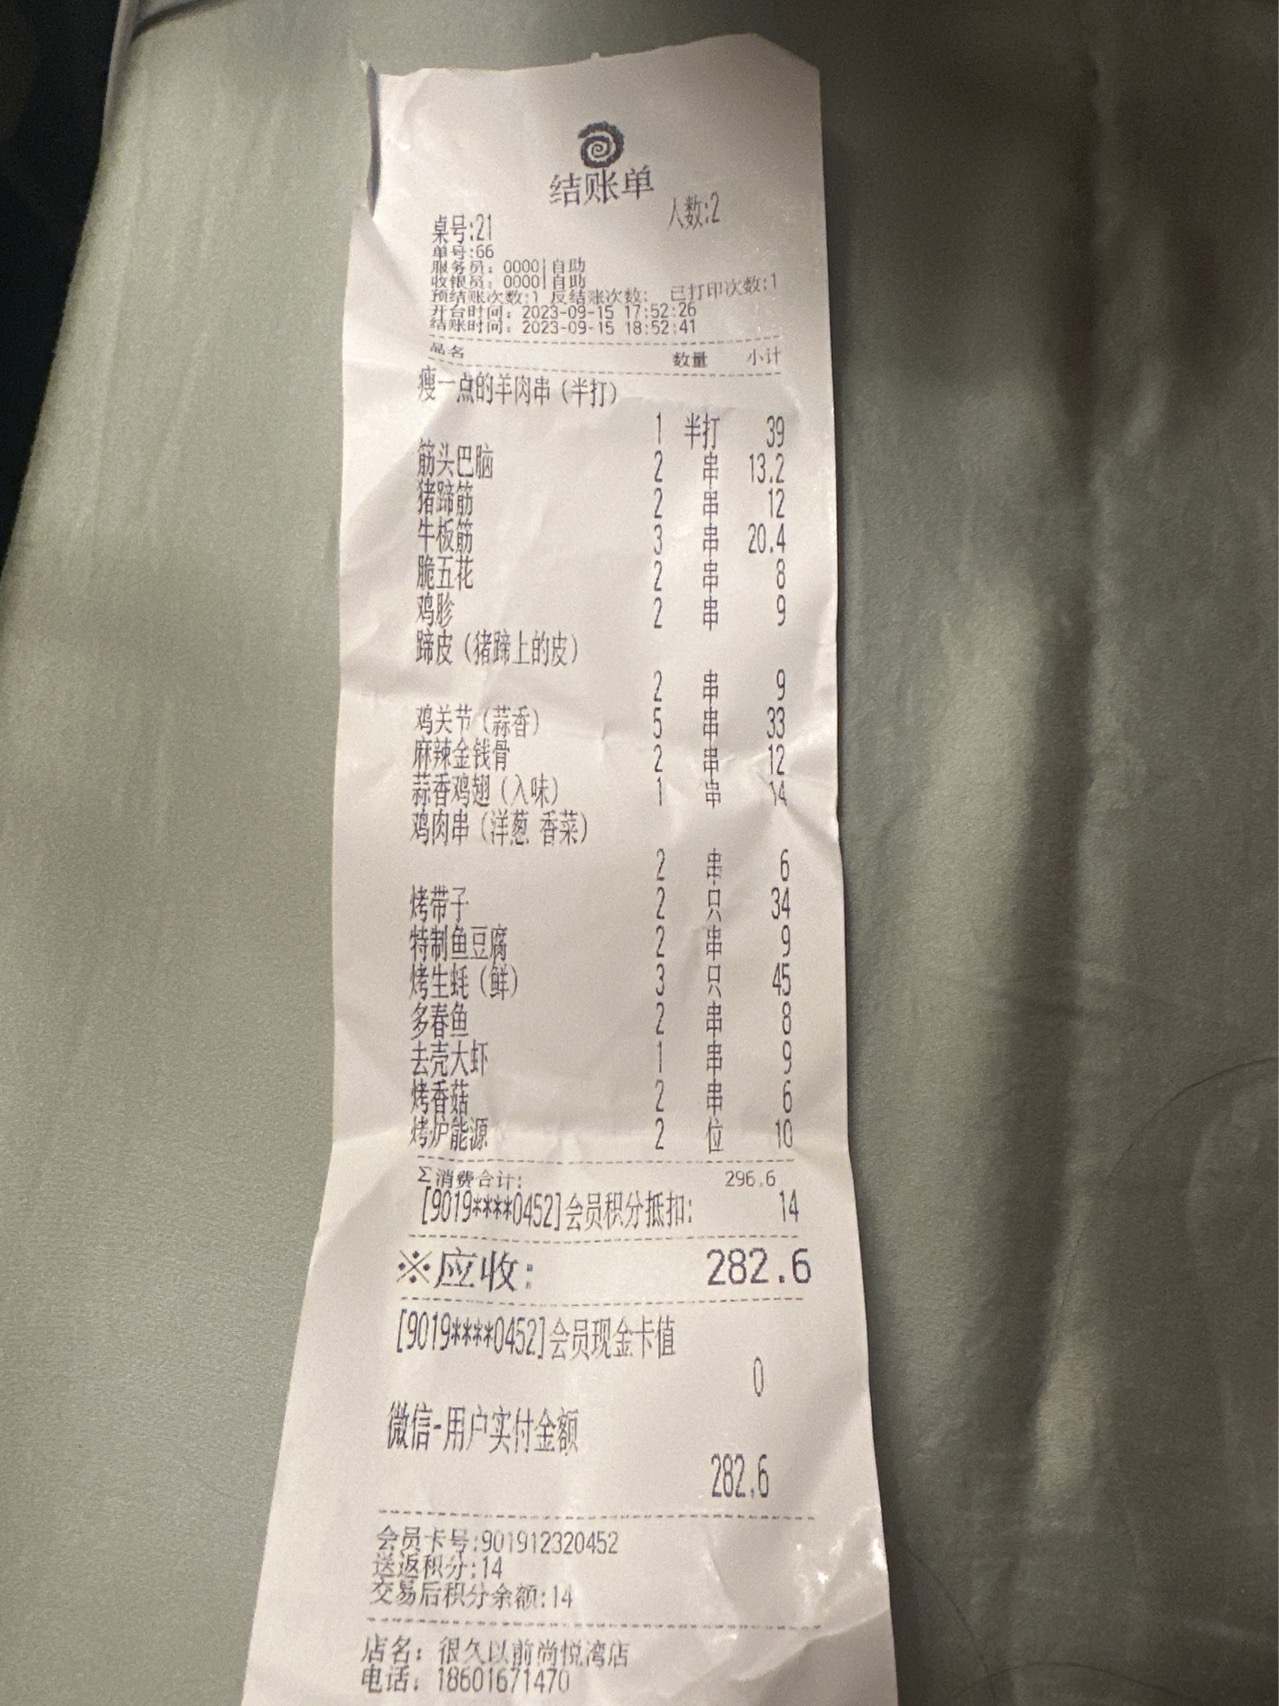 结账单
人数:2
桌号:21
单号:66
服务员: 0000|自助
收银员: 0000|自助
预结账次数:1 反结账次数: 已打印次数:1
开台时间: 2023-09-15 17:52:26
结账时间: 2023-09-15 18:52:41
品名 数量 小计
瘦一点的羊肉串(半打)
1 半打 39
筋头巴脑 2 串 13.2
猪蹄筋 2 串 12
牛板筋 3 串 20.4
脆五花 2 串 8
鸡胗 2 串 9
蹄皮(猪蹄上的皮)
2 串 9
鸡关节(蒜香) 5 串 33
麻辣金钱骨 2 串 12
蒜香鸡翅(入味) 1 串 14
鸡肉串(洋葱 香菜)
2 串 6
烤带子 2 只 34
特制鱼豆腐 2 串 9
烤生蚝(鲜) 3 只 45
多春鱼 2 串 8
去壳大虾 1 串 9
烤香菇 2 串 6
烤炉能源 2 位 10
Σ消费合计: 296.6
[9019****0452]会员积分抵扣: 14
※应收: 282.6
[9019****0452]会员现金卡值
0
微信-用户实付金额
282.6
会员卡号:901912320452
送返积分:14
交易后积分余额:14
店名: 很久以前尚悦湾店
电话: 18601671470